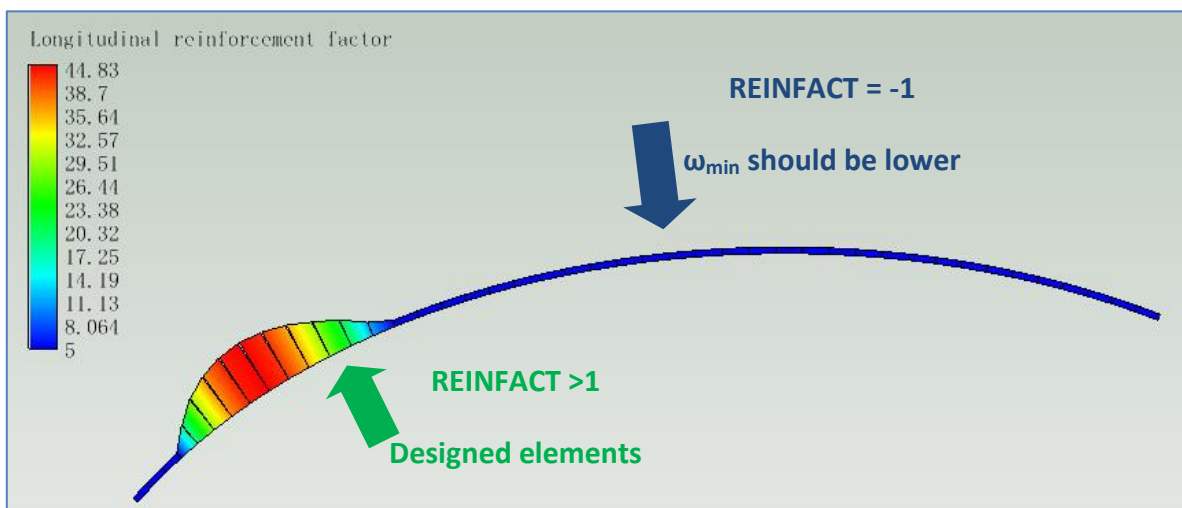 Longitudinal reinforcement factor
44.83
38.7
35.64
32.57
29.51
26.44
23.38
20.32
17.25
14.19
11.13
8.064
5
REINFACT = -1
ωmin should be lower
REINFACT >1
Designed elements